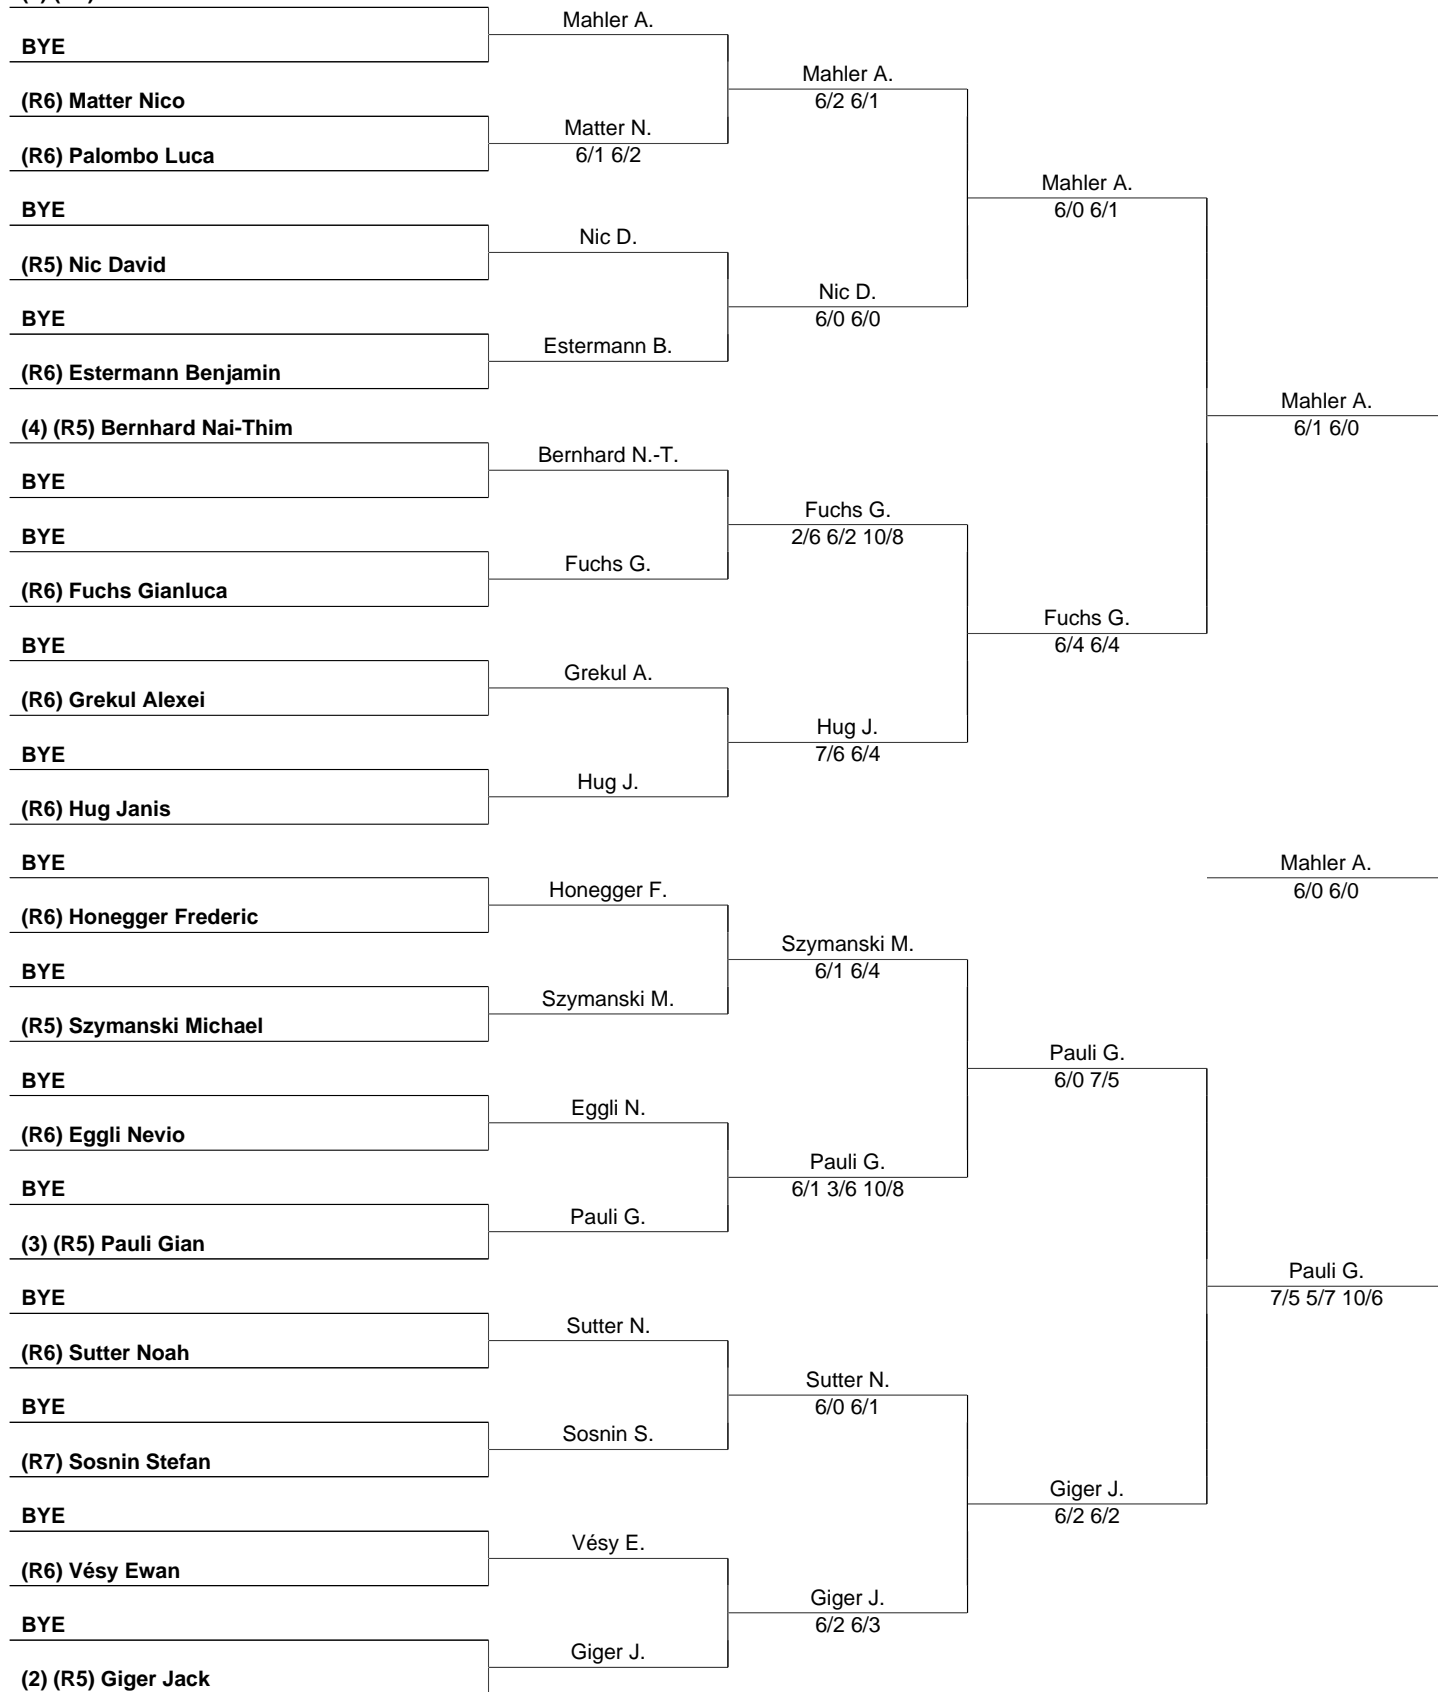 BYE
(R6) Matter Nico
(R6) Palombo Luca
BYE
(R5) Nic David
BYE
(R6) Estermann Benjamin
(4) (R5) Bernhard Nai-Thim
BYE
BYE
(R6) Fuchs Gianluca
BYE
(R6) Grekul Alexei
BYE
(R6) Hug Janis
BYE
(R6) Honegger Frederic
BYE
(R5) Szymanski Michael
BYE
(R6) Eggli Nevio
BYE
(3) (R5) Pauli Gian
BYE
(R6) Sutter Noah
BYE
(R7) Sosnin Stefan
BYE
(R6) Vésy Ewan
BYE
(2) (R5) Giger Jack
Mahler A.
Matter N.
6/1 6/2
Nic D.
Estermann B.
Bernhard N.-T.
Fuchs G.
Grekul A.
Hug J.
Honegger F.
Szymanski M.
Eggli N.
Pauli G.
Sutter N.
Sosnin S.
Vésy E.
Giger J.
Mahler A.
6/2 6/1
Nic D.
6/0 6/0
Fuchs G.
2/6 6/2 10/8
Hug J.
7/6 6/4
Szymanski M.
6/1 6/4
Pauli G.
6/1 3/6 10/8
Sutter N.
6/0 6/1
Giger J.
6/2 6/3
Mahler A.
6/0 6/1
Fuchs G.
6/4 6/4
Pauli G.
6/0 7/5
Giger J.
6/2 6/2
Mahler A.
6/1 6/0
Mahler A.
6/0 6/0
Pauli G.
7/5 5/7 10/6